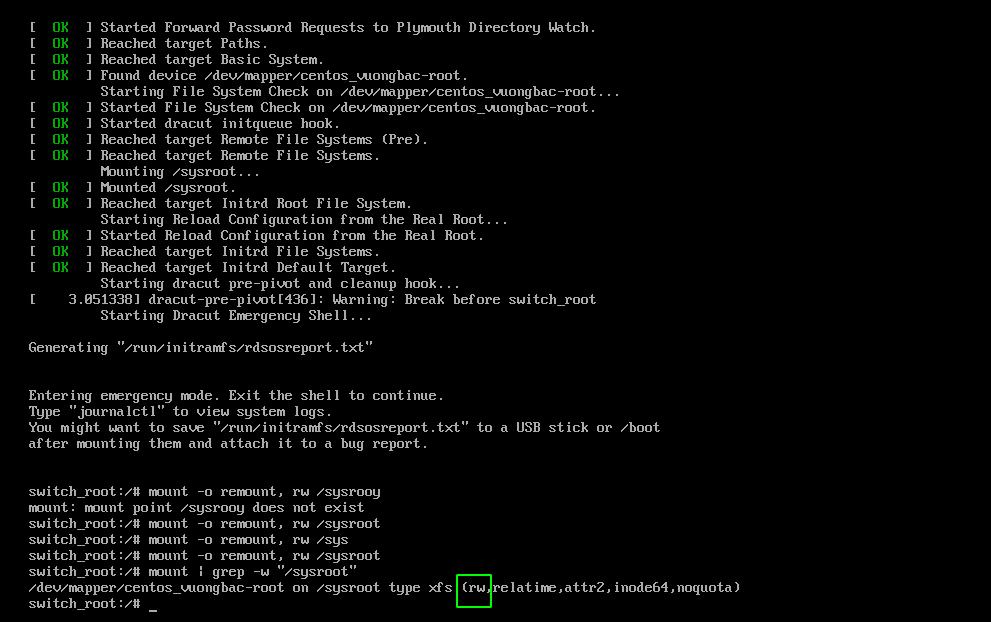 [  OK  ] Started Forward Password Requests to Plymouth Directory Watch.
[  OK  ] Reached target Paths.
[  OK  ] Reached target Basic System.
[  OK  ] Found device /dev/mapper/centos_vuongbac-root.
         Starting File System Check on /dev/mapper/centos_vuongbac-root...
[  OK  ] Started File System Check on /dev/mapper/centos_vuongbac-root.
[  OK  ] Started dracut initqueue hook.
[  OK  ] Reached target Remote File Systems (Pre).
[  OK  ] Reached target Remote File Systems.
         Mounting /sysroot...
[  OK  ] Mounted /sysroot.
[  OK  ] Reached target Initrd Root File System.
         Starting Reload Configuration from the Real Root...
[  OK  ] Started Reload Configuration from the Real Root.
[  OK  ] Reached target Initrd File Systems.
[  OK  ] Reached target Initrd Default Target.
         Starting dracut pre-pivot and cleanup hook...
[    3.051338] dracut-pre-pivot[436]: Warning: Break before switch_root
         Starting Dracut Emergency Shell...
Generating "/run/initramfs/rdsosreport.txt"
Entering emergency mode. Exit the shell to continue.
Type "journalctl" to view system logs.
You might want to save "/run/initramfs/rdsosreport.txt" to a USB stick or /boot
after mounting them and attach it to a bug report.
switch_root:/# mount -o remount, rw /sysrooy
mount: mount point /sysrooy does not exist
switch_root:/# mount -o remount, rw /sysroot
switch_root:/# mount -o remount, rw /sys
switch_root:/# mount -o remount, rw /sysroot
switch_root:/# mount | grep -w "/sysroot"
/dev/mapper/centos_vuongbac-root on /sysroot type xfs (rw,relatime,attr2,inode64,noquota)
switch_root:/# _